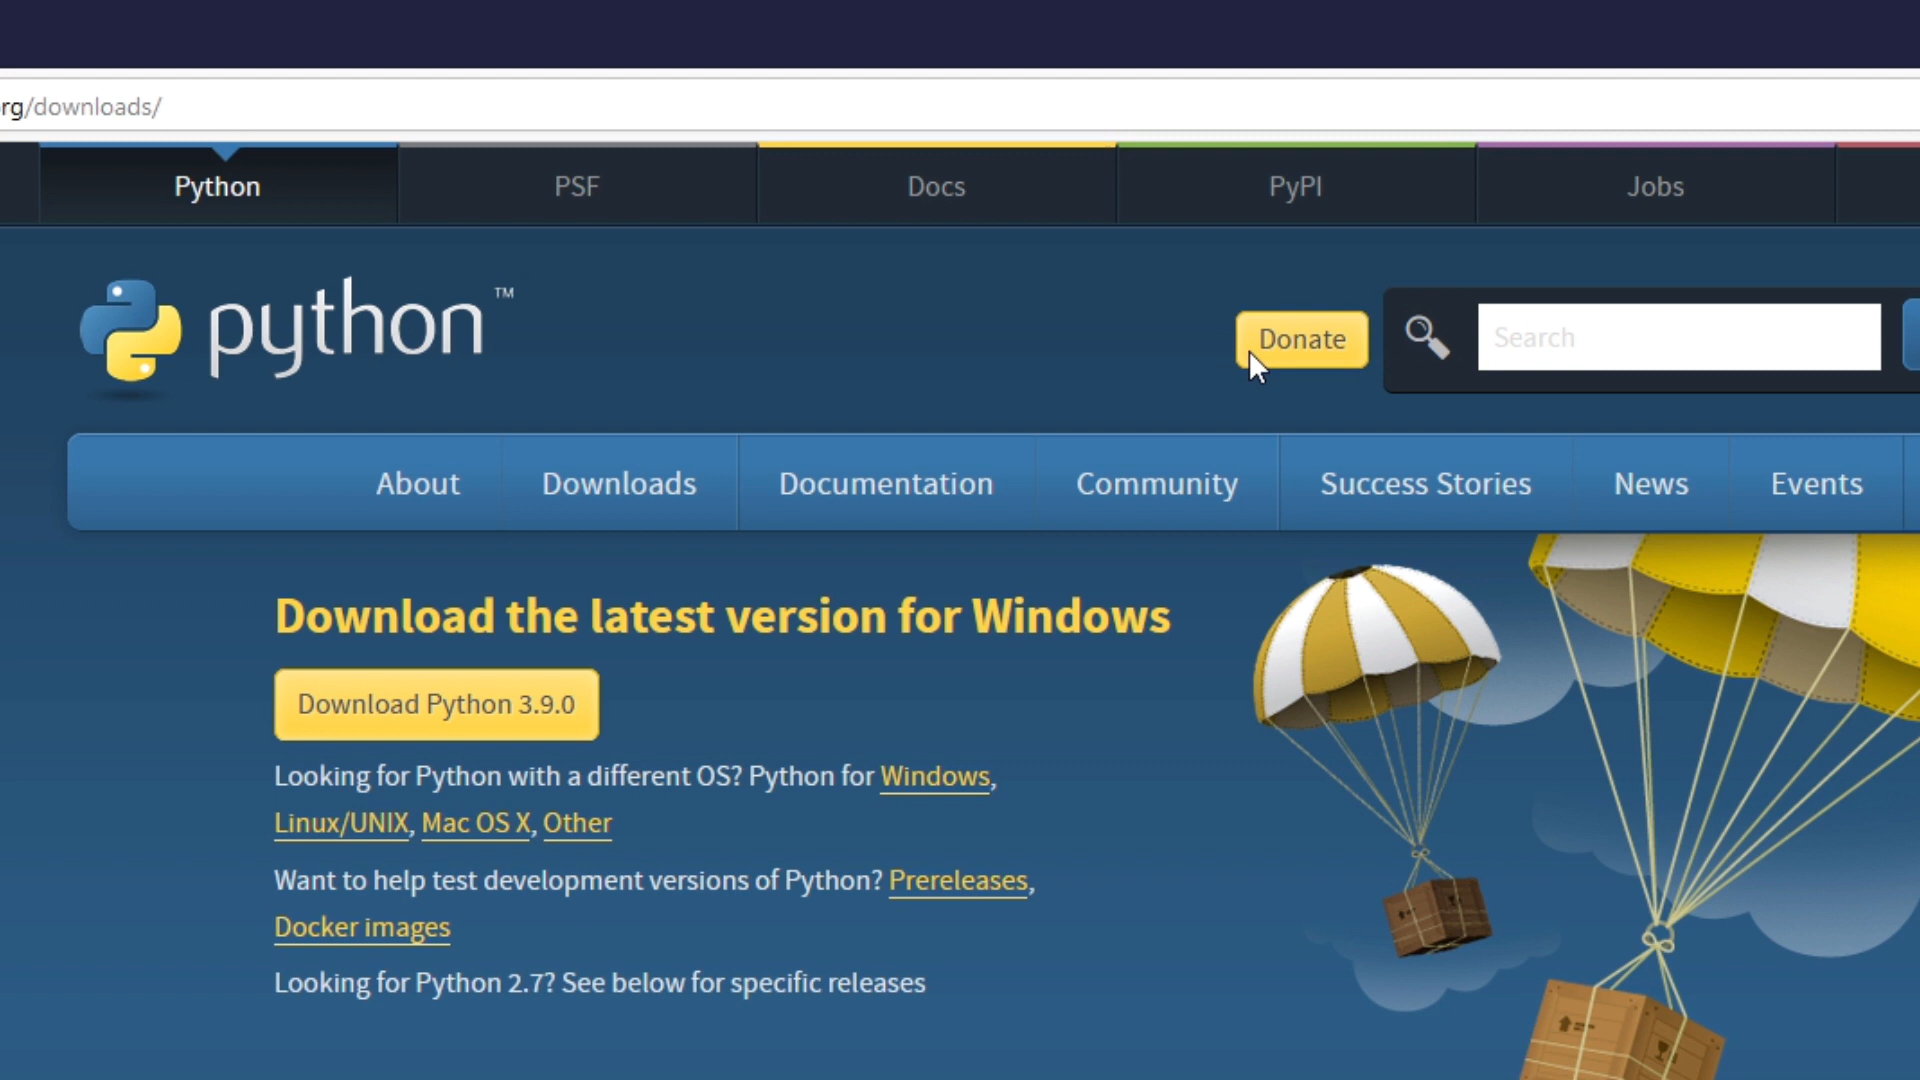 rg/downloads/
Python PSF Docs PyPI Jobs
python™
Donate Search
About Downloads Documentation Community Success Stories News Events
Download the latest version for Windows
Download Python 3.9.0
Looking for Python with a different OS? Python for Windows,
Linux/UNIX, Mac OS X, Other
Want to help test development versions of Python? Prereleases,
Docker images
Looking for Python 2.7? See below for specific releases